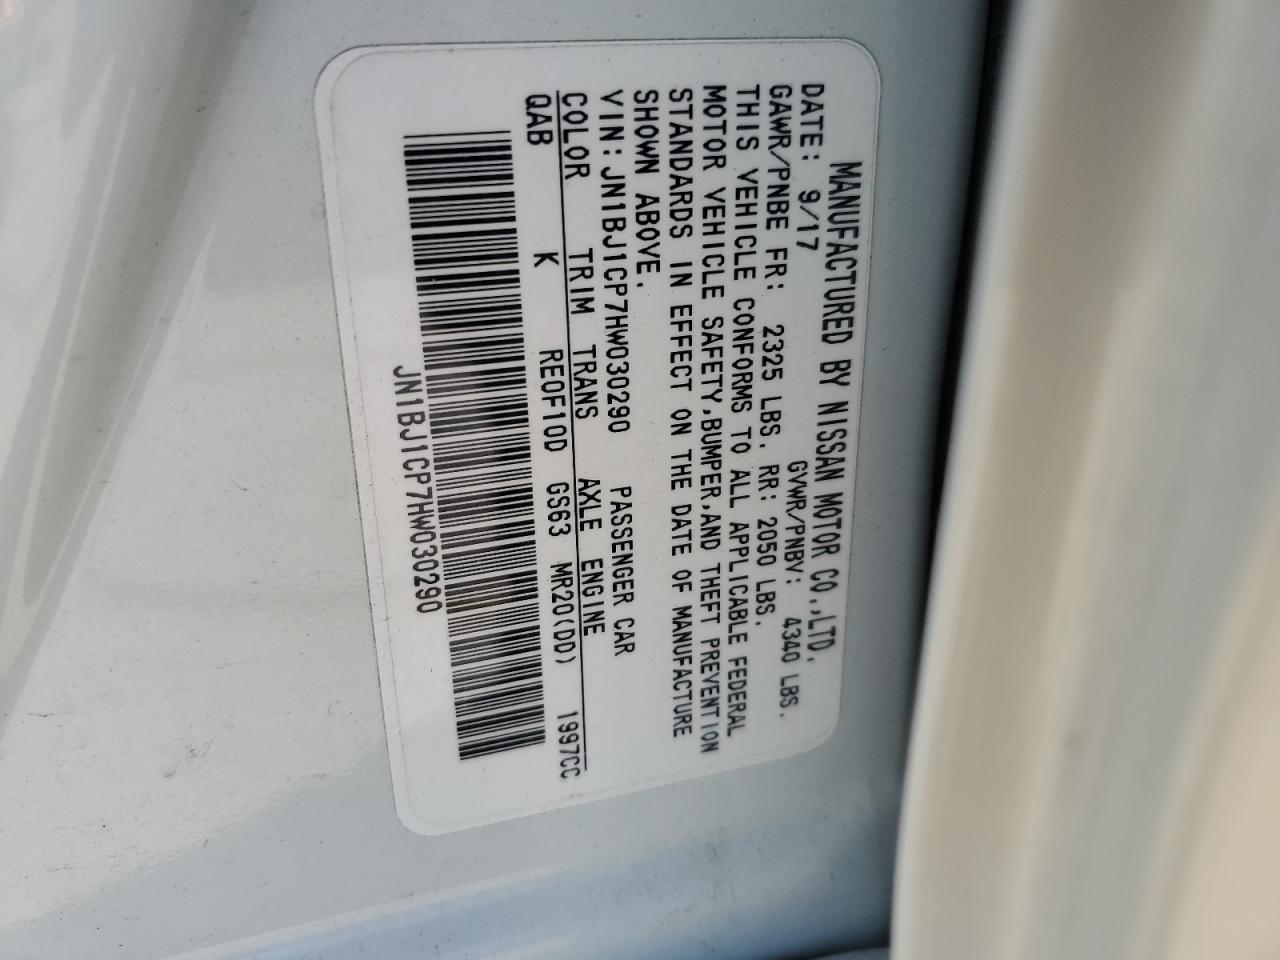 MANUFACTURED BY NISSAN MOTOR CO.,LTD.
DATE: 9/17 GVWR/PNBV: 4340 LBS.
GAWR/PNBE FR: 2325 LBS. RR: 2050 LBS.
THIS VEHICLE CONFORMS TO ALL APPLICABLE FEDERAL
MOTOR VEHICLE SAFETY,BUMPER,AND THEFT PREVENTION
STANDARDS IN EFFECT ON THE DATE OF MANUFACTURE
SHOWN ABOVE.
VIN: JN1BJ1CP7HW030290 PASSENGER CAR
COLOR TRIM TRANS AXLE ENGINE
QAB K RE0F10D GS63 MR20(DD) 1997CC
JN1BJ1CP7HW030290